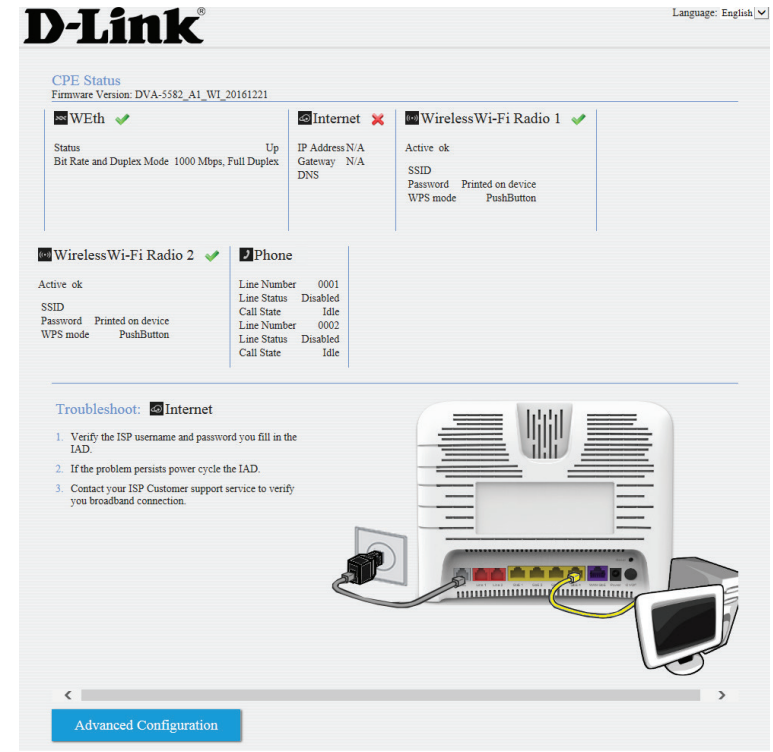 D-Link®
Language: English
CPE Status
Firmware Version: DVA-5582_A1_WI_20161221
WEth
Status Up
Bit Rate and Duplex Mode 1000 Mbps, Full Duplex
Internet
IP Address N/A
Gateway N/A
DNS
WirelessWi-Fi Radio 1
Active ok
SSID
Password Printed on device
WPS mode PushButton
WirelessWi-Fi Radio 2
Active ok
SSID
Password Printed on device
WPS mode PushButton
Phone
Line Number 0001
Line Status Disabled
Call State Idle
Line Number 0002
Line Status Disabled
Call State Idle
Troubleshoot: Internet
1. Verify the ISP username and password you fill in the
IAD.
2. If the problem persists power cycle the IAD.
3. Contact your ISP Customer support service to verify
you broadband connection.
Advanced Configuration